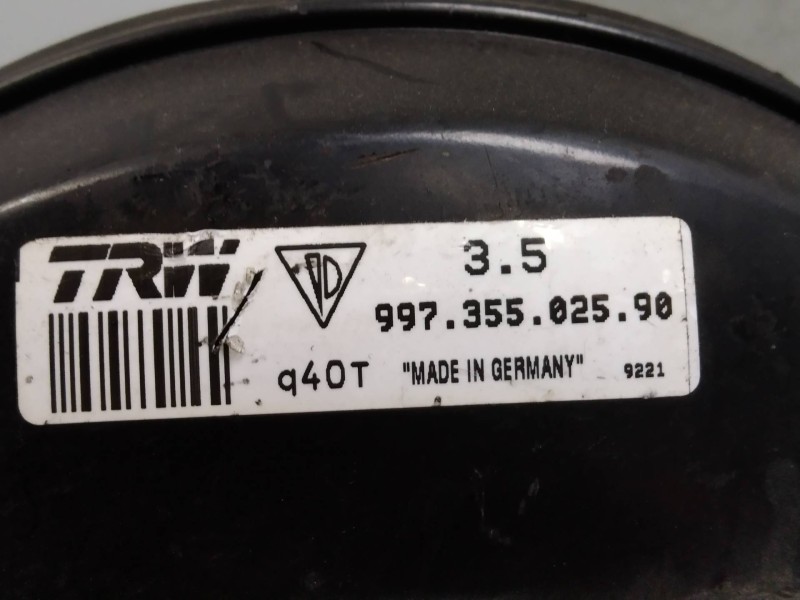 TRW 3.5
997.355.025.90
q40T "MADE IN GERMANY" 9221